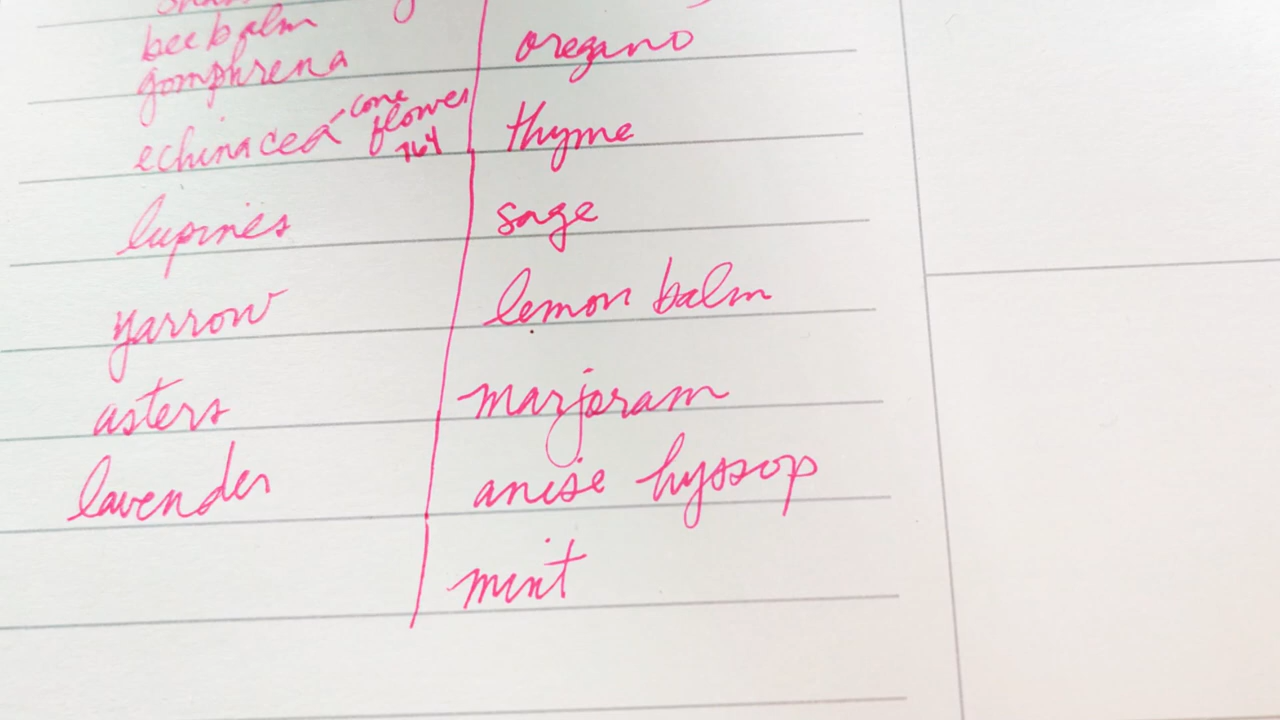 bee balm
gomphrena
echinacea - cone flower
764
lupines
yarrow
asters
lavender
oregano
thyme
sage
lemon balm
marjoram
anise hyssop
mint